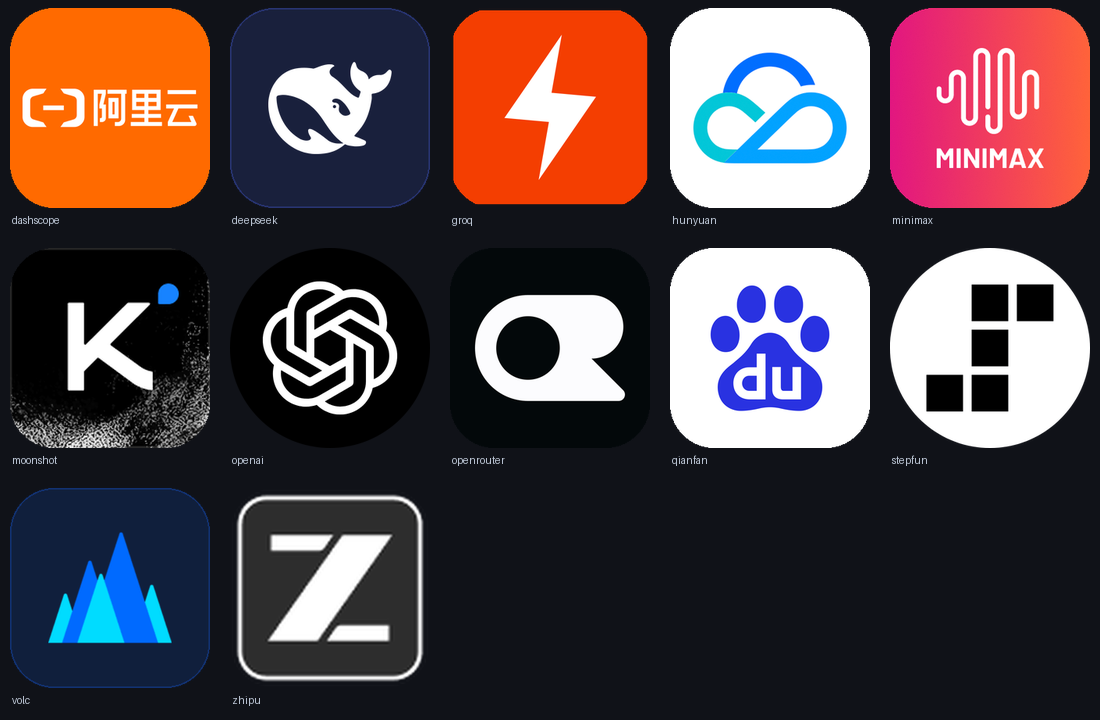 阿里云
MINIMAX
dashscope
deepseek
groq
hunyuan
minimax
K
du
moonshot
openai
openrouter
qianfan
stepfun
Z
volc
zhipu